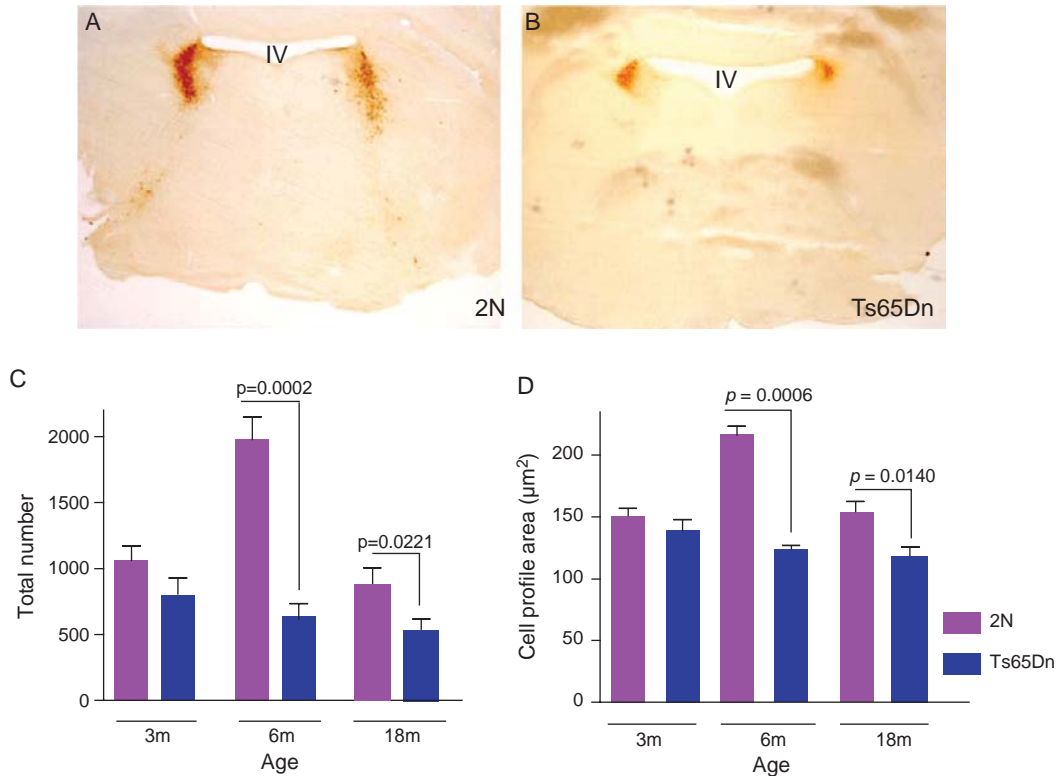 A
IV
2N
B
IV
Ts65Dn
C
p=0.0002
p=0.0221
Total number
2000
1500
1000
500
0
3m
6m
18m
Age
D
p = 0.0006
p = 0.0140
Cell profile area (µm²)
200
150
100
50
0
3m
6m
18m
Age
2N
Ts65Dn